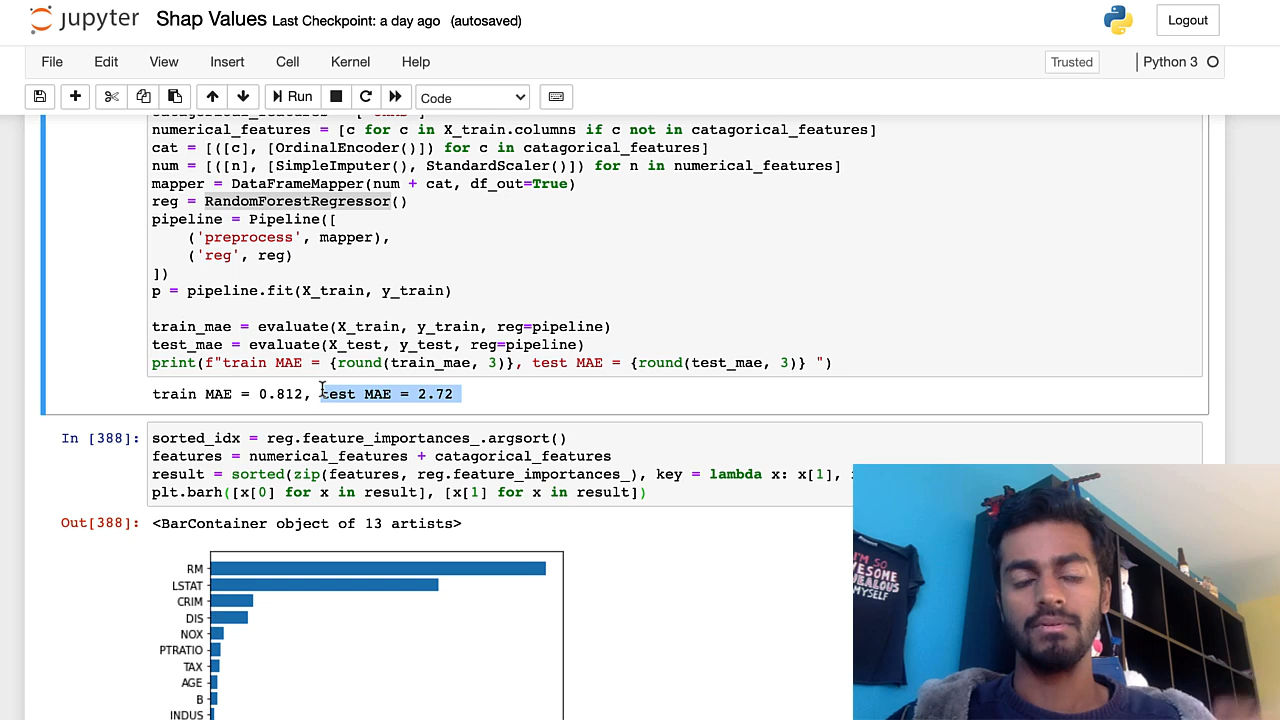 jupyter Shap Values Last Checkpoint: a day ago (autosaved) Logout
File Edit View Insert Cell Kernel Help Trusted Python 3
Run Code
numerical_features = [c for c in X_train.columns if c not in catagorical_features]
cat = [([c], [OrdinalEncoder()]) for c in catagorical_features]
num = [([n], [SimpleImputer(), StandardScaler()]) for n in numerical_features]
mapper = DataFrameMapper(num + cat, df_out=True)
reg = RandomForestRegressor()
pipeline = Pipeline([
('preprocess', mapper),
('reg', reg)
])
p = pipeline.fit(X_train, y_train)
train_mae = evaluate(X_train, y_train, reg=pipeline)
test_mae = evaluate(X_test, y_test, reg=pipeline)
print(f"train MAE = {round(train_mae, 3)}, test MAE = {round(test_mae, 3)} ")
train MAE = 0.812, test MAE = 2.72
In [388]: sorted_idx = reg.feature_importances_.argsort()
features = numerical_features + catagorical_features
result = sorted(zip(features, reg.feature_importances_), key = lambda x: x[1],
plt.barh([x[0] for x in result], [x[1] for x in result])
Out[388]: <BarContainer object of 13 artists>
RM
LSTAT
CRIM
DIS
NOX
PTRATIO
TAX
AGE
B
INDUS
I'M SO
MYSELF